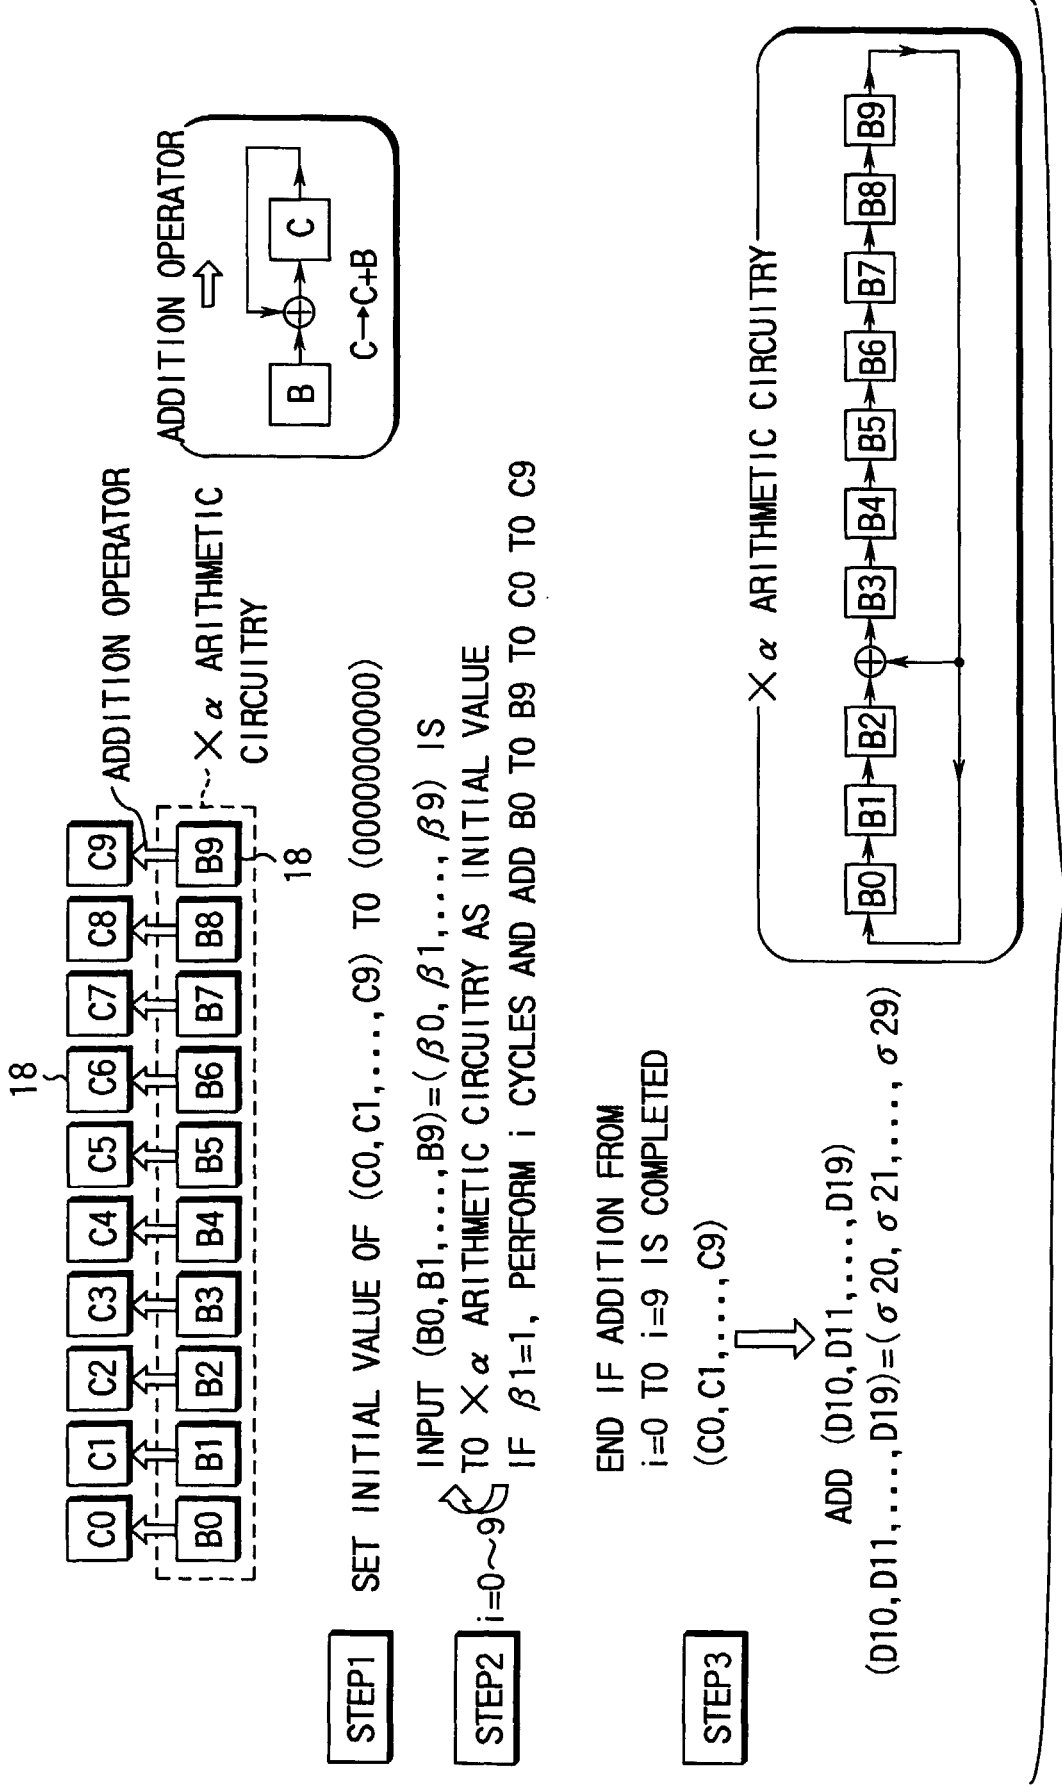 18
C0 C1 C2 C3 C4 C5 C6 C7 C8 C9
ADDITION OPERATOR
B0 B1 B2 B3 B4 B5 B6 B7 B8 B9
× α ARITHMETIC
CIRCUITRY
18
ADDITION OPERATOR
B
C
C→C+B
STEP1
SET INITIAL VALUE OF (C0,C1,...,C9) TO (0000000000)
STEP2
i=0~9
INPUT (B0,B1,...,B9)=(β0,β1,...,β9) IS
TO × α ARITHMETIC CIRCUITRY AS INITIAL VALUE
IF β1=1, PERFORM i CYCLES AND ADD B0 TO B9 TO C0 TO C9
END IF ADDITION FROM
i=0 TO i=9 IS COMPLETED
STEP3
(C0,C1,...,C9)
ADD (D10,D11,...,D19)
(D10,D11,...,D19)=(σ20,σ21,...,σ29)
× α ARITHMETIC CIRCUITRY
B0 B1 B2 B3 B4 B5 B6 B7 B8 B9